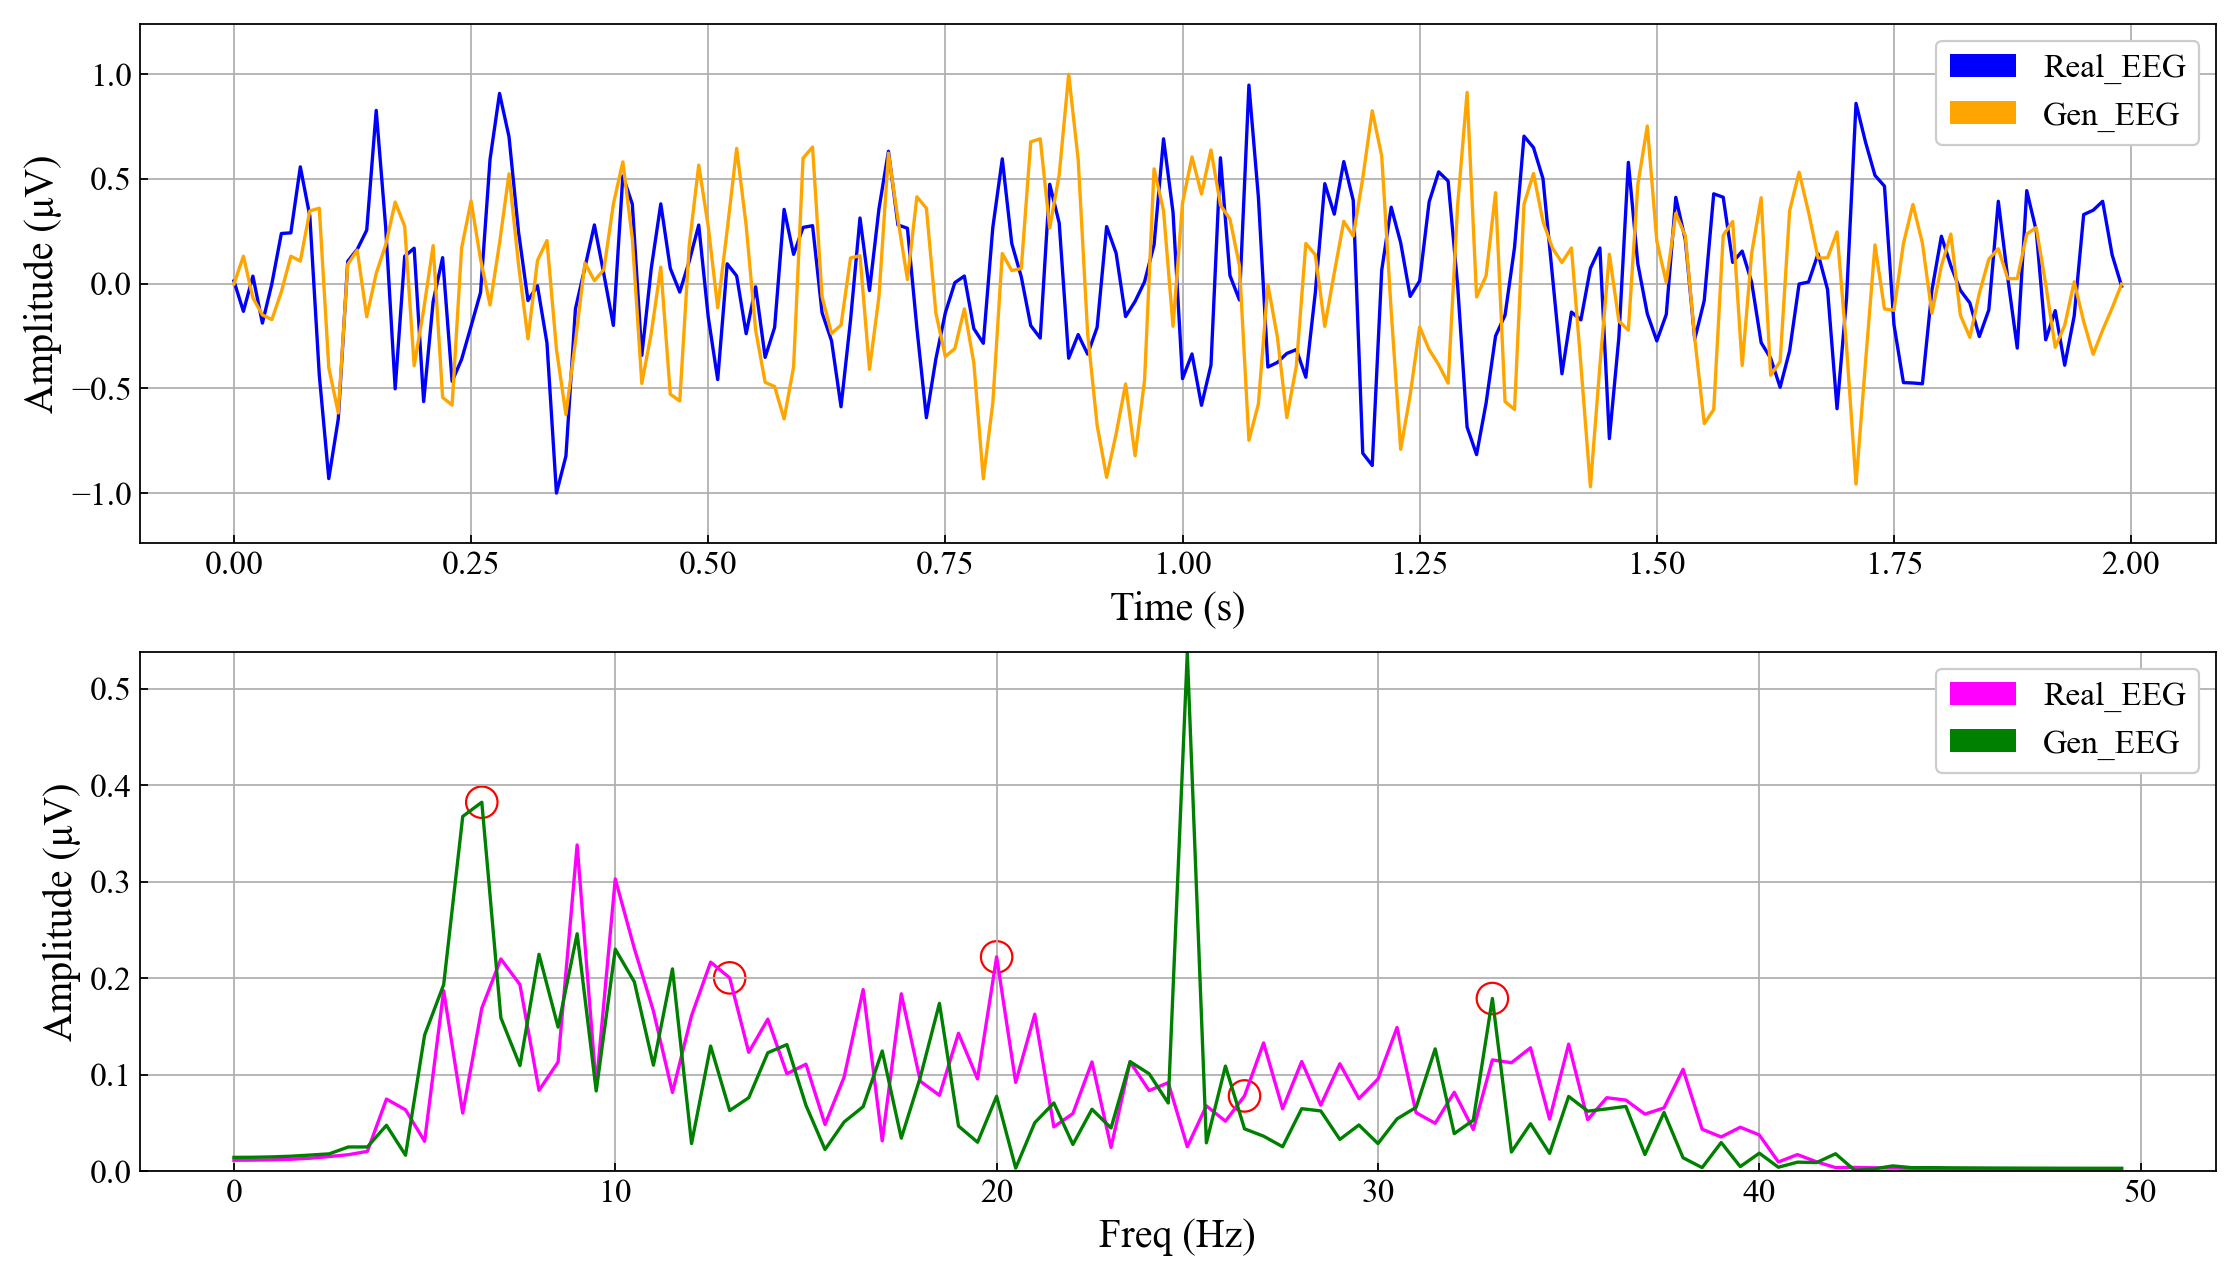 Amplitude (μV)
1.0
0.5
0.0
−0.5
−1.0
Real_EEG
Gen_EEG
0.00 0.25 0.50 0.75 1.00 1.25 1.50 1.75 2.00
Time (s)
Amplitude (μV)
0.5
0.4
0.3
0.2
0.1
0.0
Real_EEG
Gen_EEG
0 10 20 30 40 50
Freq (Hz)